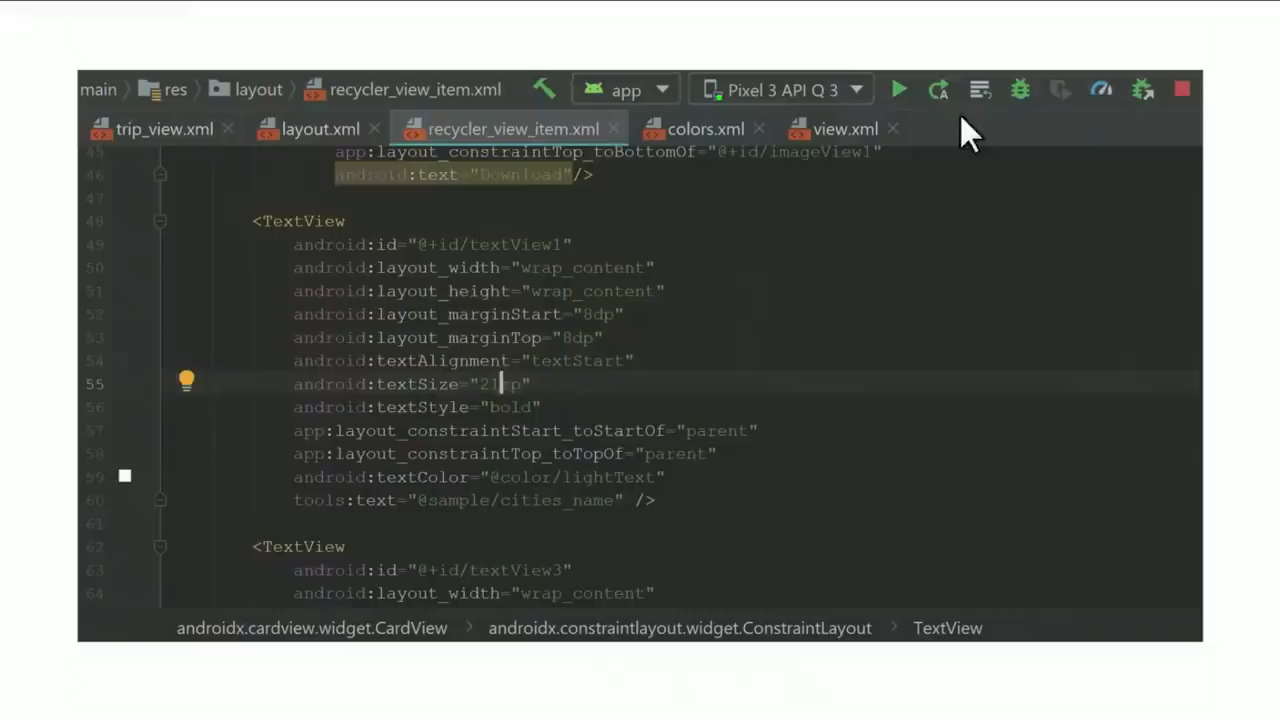 main res layout recycler_view_item.xml app Pixel 3 API Q 3
trip_view.xml layout.xml recycler_view_item.xml colors.xml view.xml
45 app:layout_constraintTop_toBottomOf="@+id/imageView1"
46 android:text="Download"/>
47
48 <TextView
49 android:id="@+id/textView1"
50 android:layout_width="wrap_content"
51 android:layout_height="wrap_content"
52 android:layout_marginStart="8dp"
53 android:layout_marginTop="8dp"
54 android:textAlignment="textStart"
55 android:textSize="21sp"
56 android:textStyle="bold"
57 app:layout_constraintStart_toStartOf="parent"
58 app:layout_constraintTop_toTopOf="parent"
59 android:textColor="@color/lightText"
60 tools:text="@sample/cities_name" />
61
62 <TextView
63 android:id="@+id/textView3"
64 android:layout_width="wrap_content"
androidx.cardview.widget.CardView androidx.constraintlayout.widget.ConstraintLayout TextView